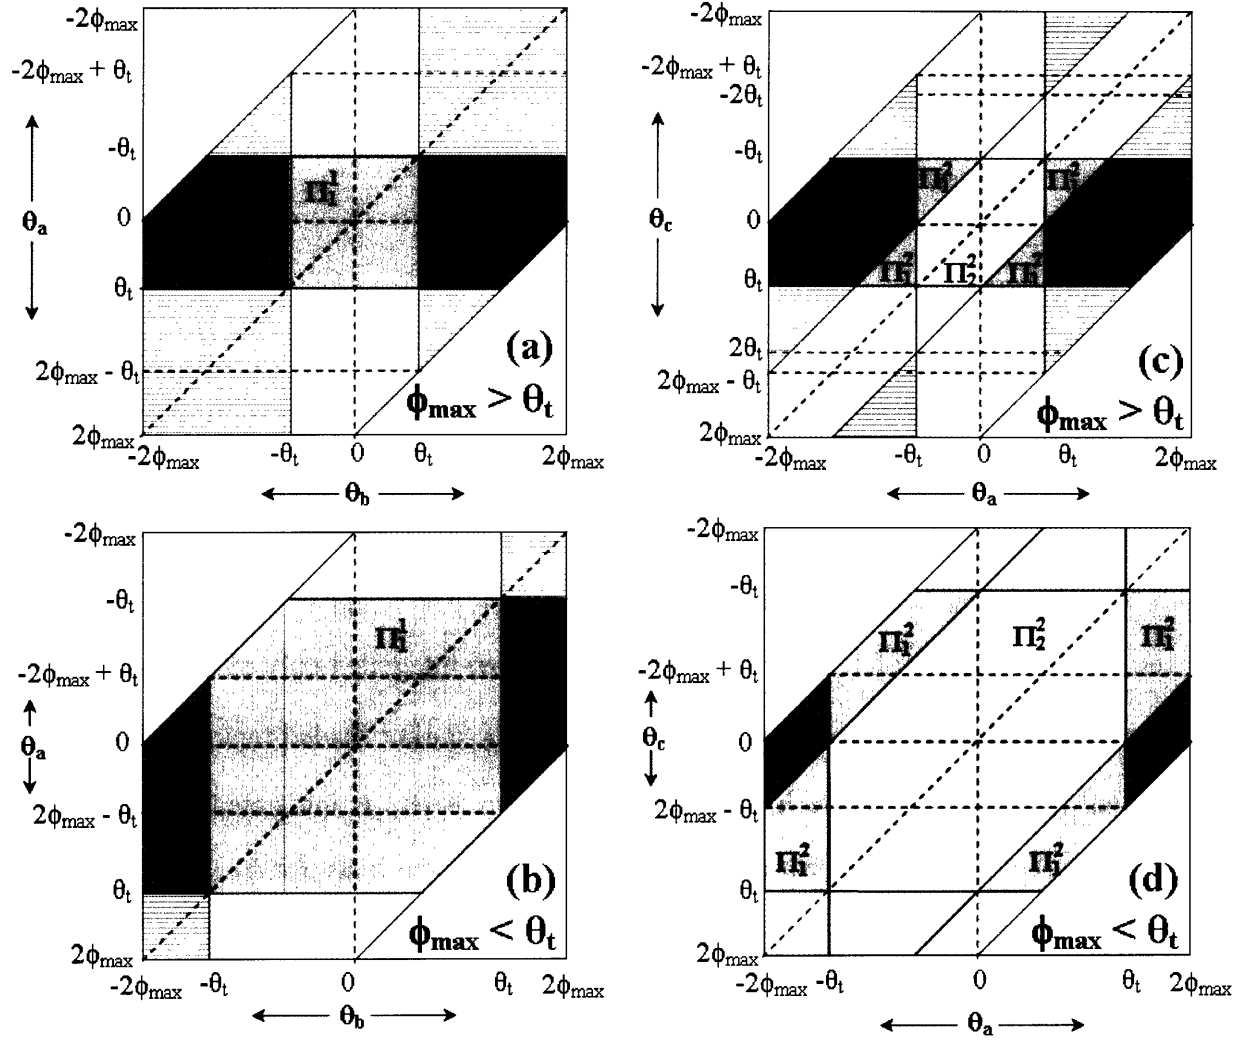 -2ϕmax
-2ϕmax + θt
-θt
θa
0
θt
2ϕmax - θt
2ϕmax
Π₁¹
(a)
ϕmax > θt
-2ϕmax -θt 0 θt 2ϕmax
θb
-2ϕmax
-2ϕmax + θt
-2θt
-θt
θc
0
θt
2θt
2ϕmax - θt
2ϕmax
Π₁² Π₁²
Π₁² Π₂² Π₁²
(c)
ϕmax > θt
-2ϕmax -θt 0 θt 2ϕmax
θa
-2ϕmax
-θt
-2ϕmax + θt
θa
0
2ϕmax - θt
θt
2ϕmax
Π₁¹
(b)
ϕmax < θt
-2ϕmax -θt 0 θt 2ϕmax
θb
-2ϕmax
-θt
-2ϕmax + θt
θc
0
2ϕmax - θt
θt
2ϕmax
Π₁² Π₂² Π₁²
Π₁² Π₁²
(d)
ϕmax < θt
-2ϕmax -θt 0 θt 2ϕmax
θa